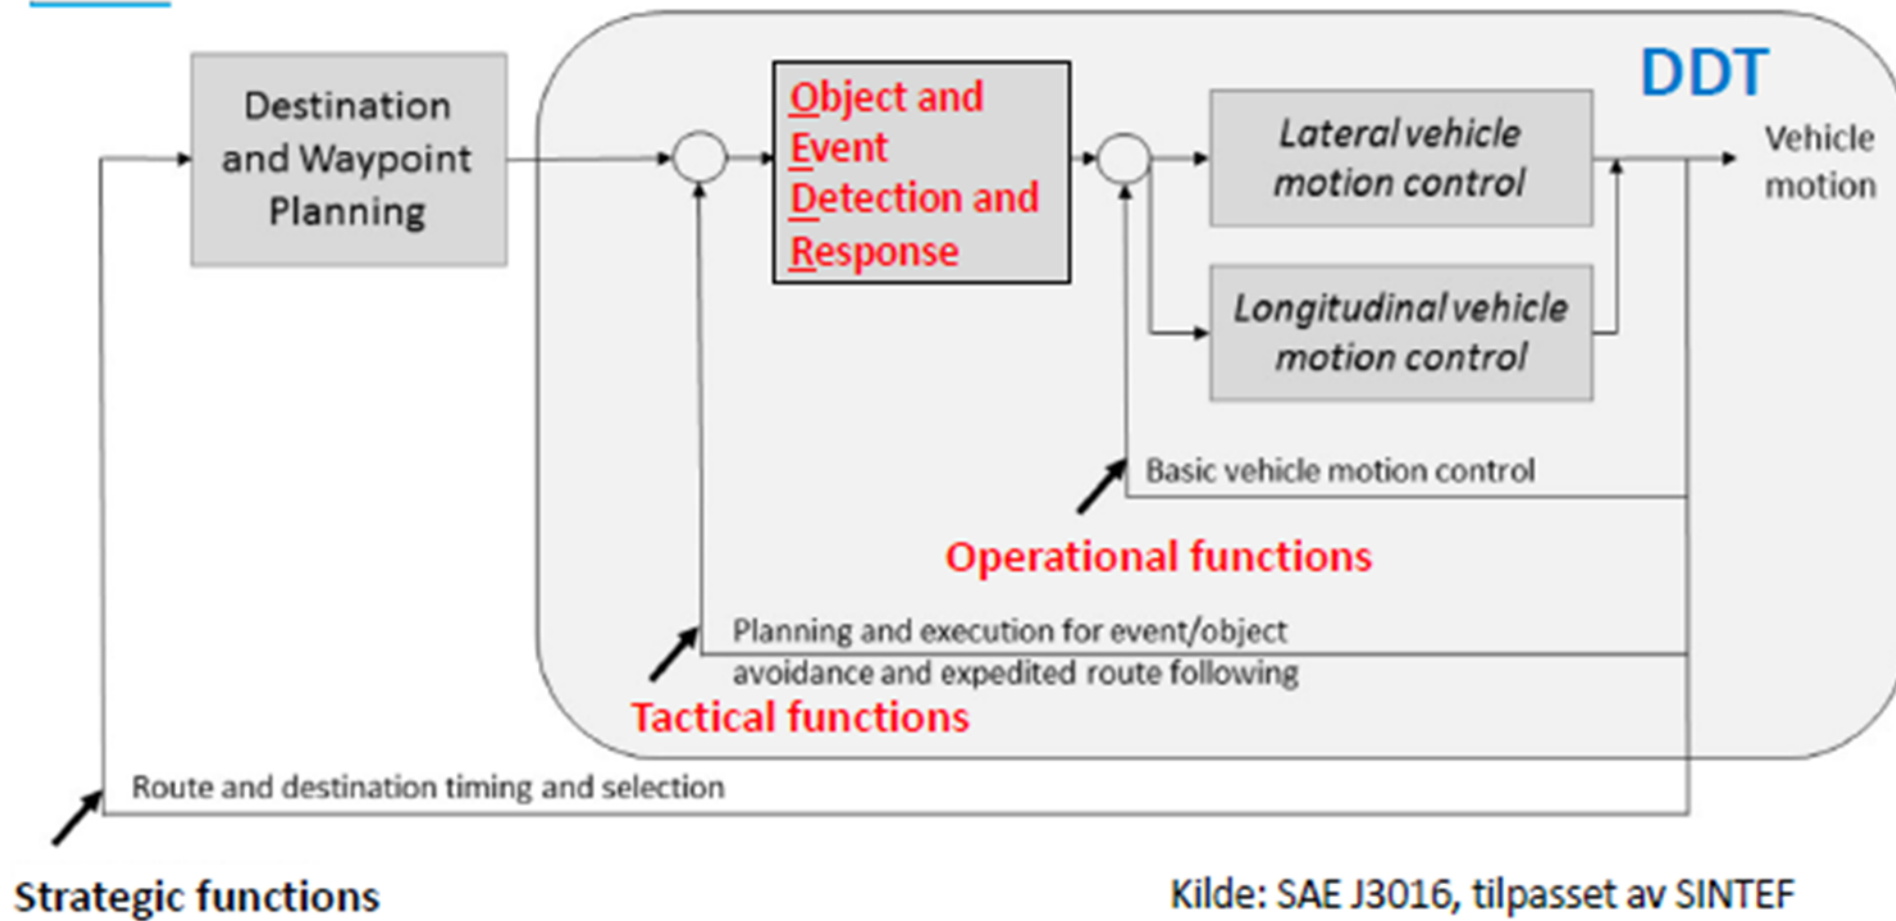 Destination
and Waypoint
Planning
Object and
Event
Detection and
Response
Lateral vehicle
motion control
Longitudinal vehicle
motion control
DDT
Vehicle
motion
Basic vehicle motion control
Operational functions
Planning and execution for event/object
avoidance and expedited route following
Tactical functions
Route and destination timing and selection
Strategic functions
Kilde: SAE J3016, tilpasset av SINTEF